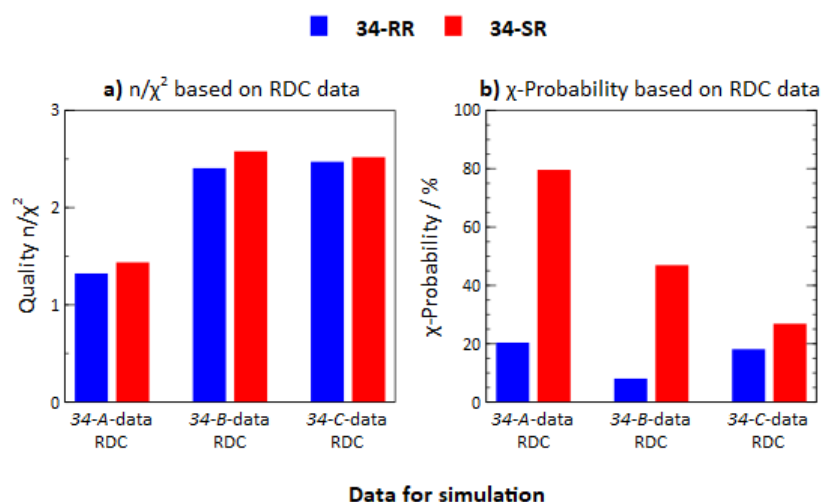 34-RR 34-SR
a) n/χ² based on RDC data
b) χ-Probability based on RDC data
Quality n/χ²
3
2
1
0
34-A-data
RDC
34-B-data
RDC
34-C-data
RDC
χ-Probability / %
100
80
60
40
20
0
34-A-data
RDC
34-B-data
RDC
34-C-data
RDC
Data for simulation